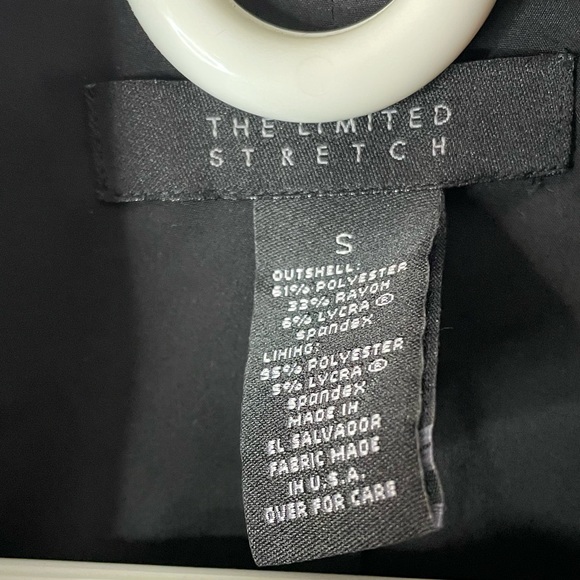 THE LIMITED
STRETCH
S
OUTSHELL:
61% POLYESTER
33% RAYON
6% LYCRA ®
spandex
LINING:
95% POLYESTER
5% LYCRA ®
spandex
MADE IN
EL SALVADOR
FABRIC MADE
IN U.S.A.
OVER FOR CARE